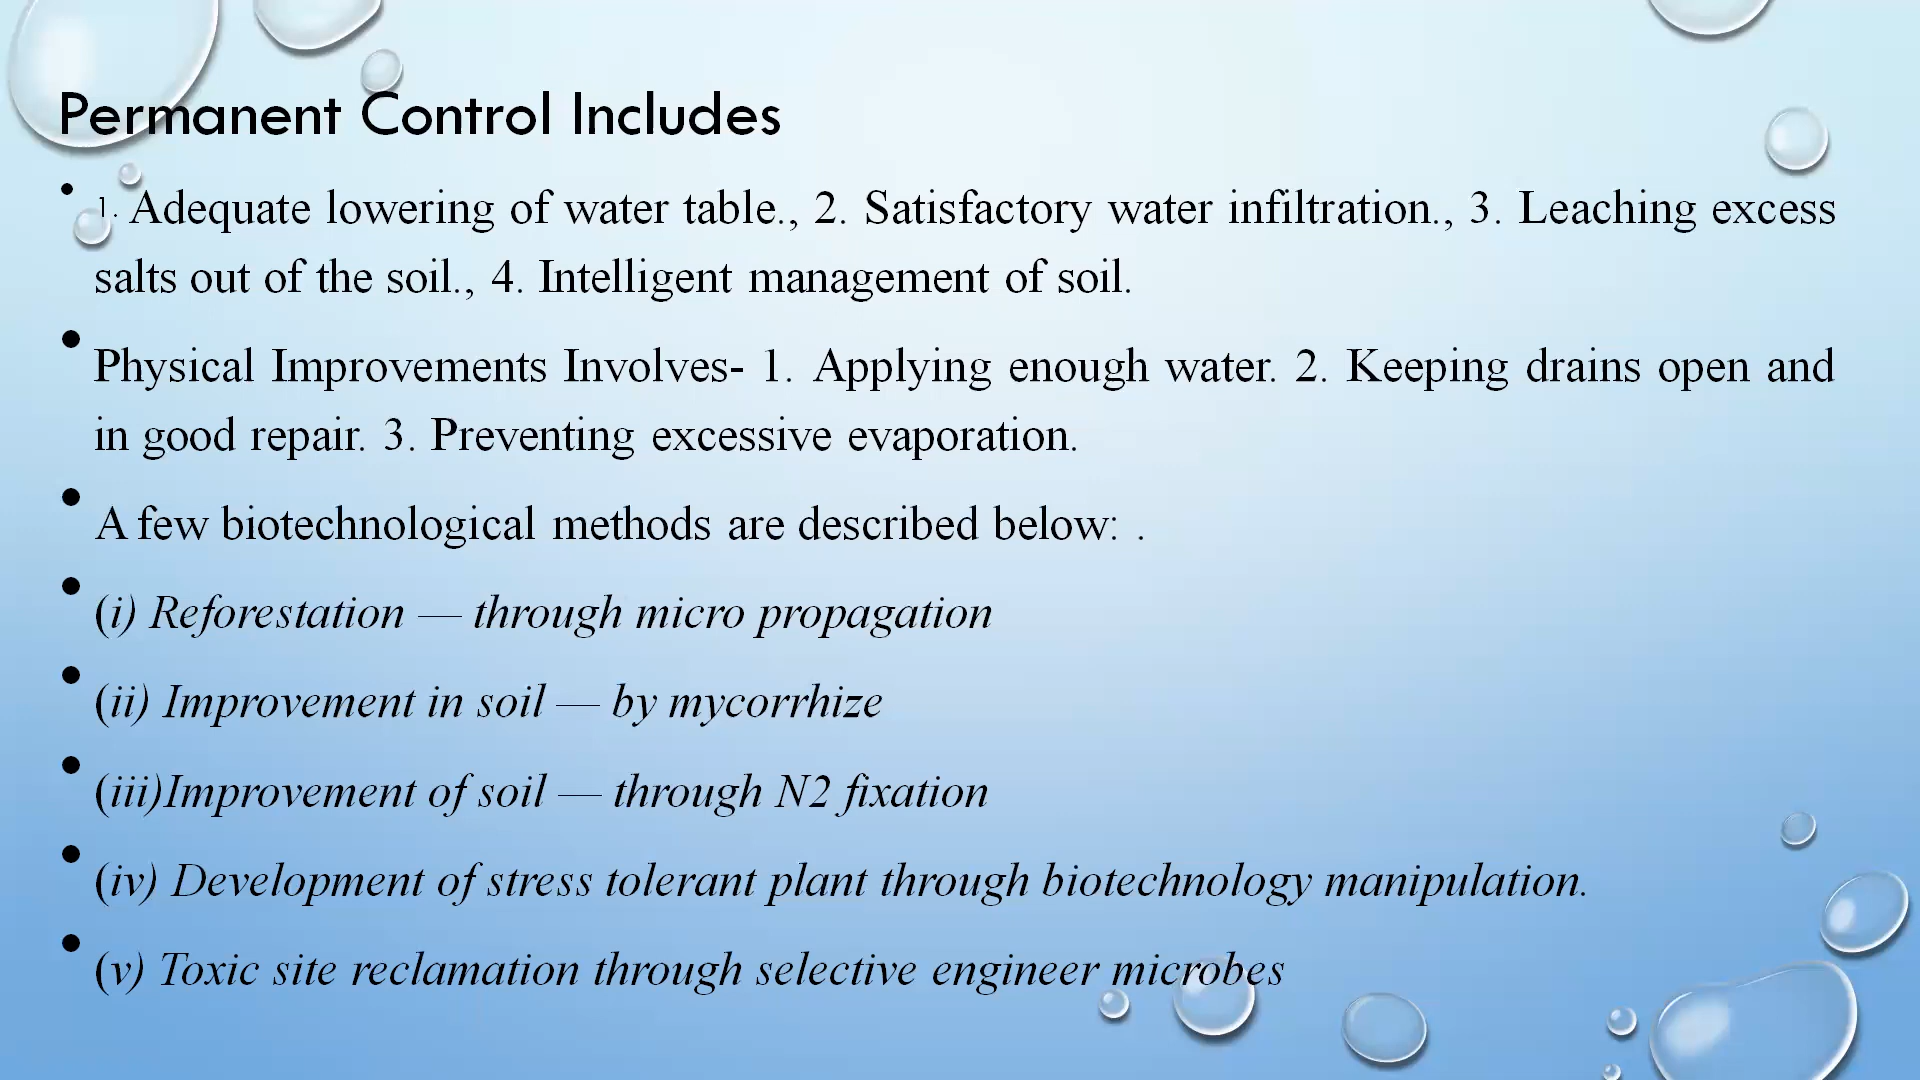 Permanent Control Includes
• 1. Adequate lowering of water table., 2. Satisfactory water infiltration., 3. Leaching excess
salts out of the soil., 4. Intelligent management of soil.
• Physical Improvements Involves- 1. Applying enough water. 2. Keeping drains open and
in good repair. 3. Preventing excessive evaporation.
• A few biotechnological methods are described below: .
• (i) Reforestation — through micro propagation
• (ii) Improvement in soil — by mycorrhize
• (iii)Improvement of soil — through N2 fixation
• (iv) Development of stress tolerant plant through biotechnology manipulation.
• (v) Toxic site reclamation through selective engineer microbes